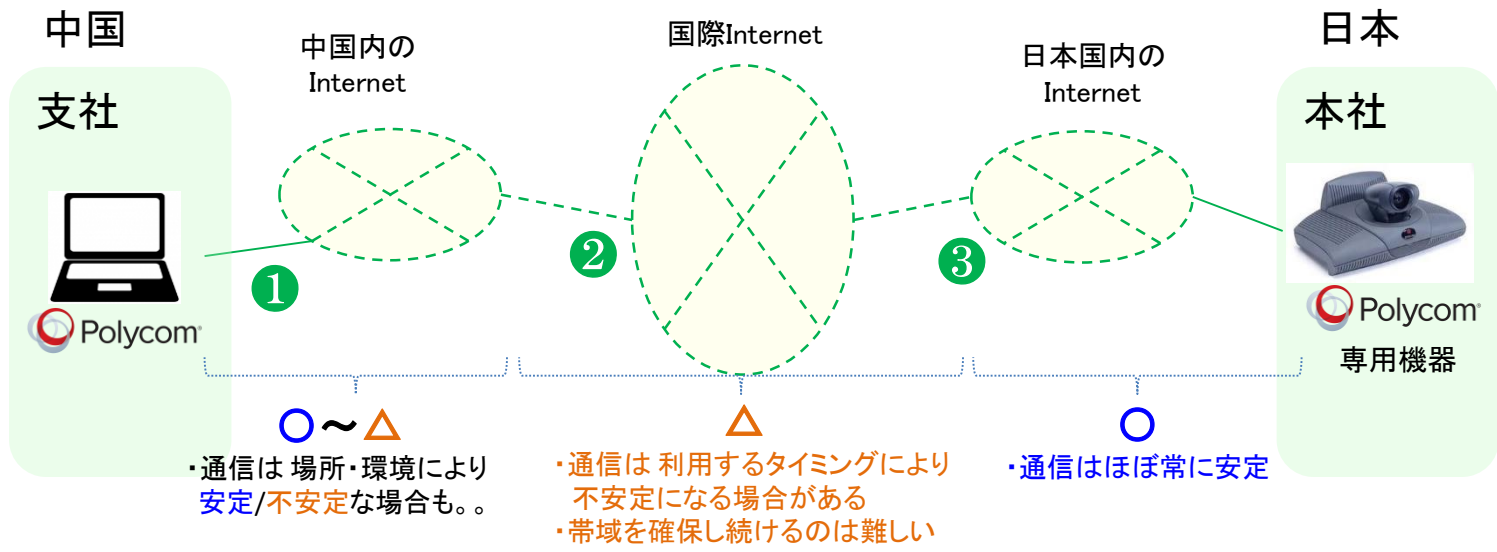 中国
支社
中国内の
Internet
国際Internet
日本国内の
Internet
日本
本社
❶
❷
❸
Polycom
Polycom
専用機器
○～△
・通信は 場所・環境により
安定/不安定な場合も。。
△
・通信は 利用するタイミングにより
不安定になる場合がある
・帯域を確保し続けるのは難しい
○
・通信はほぼ常に安定